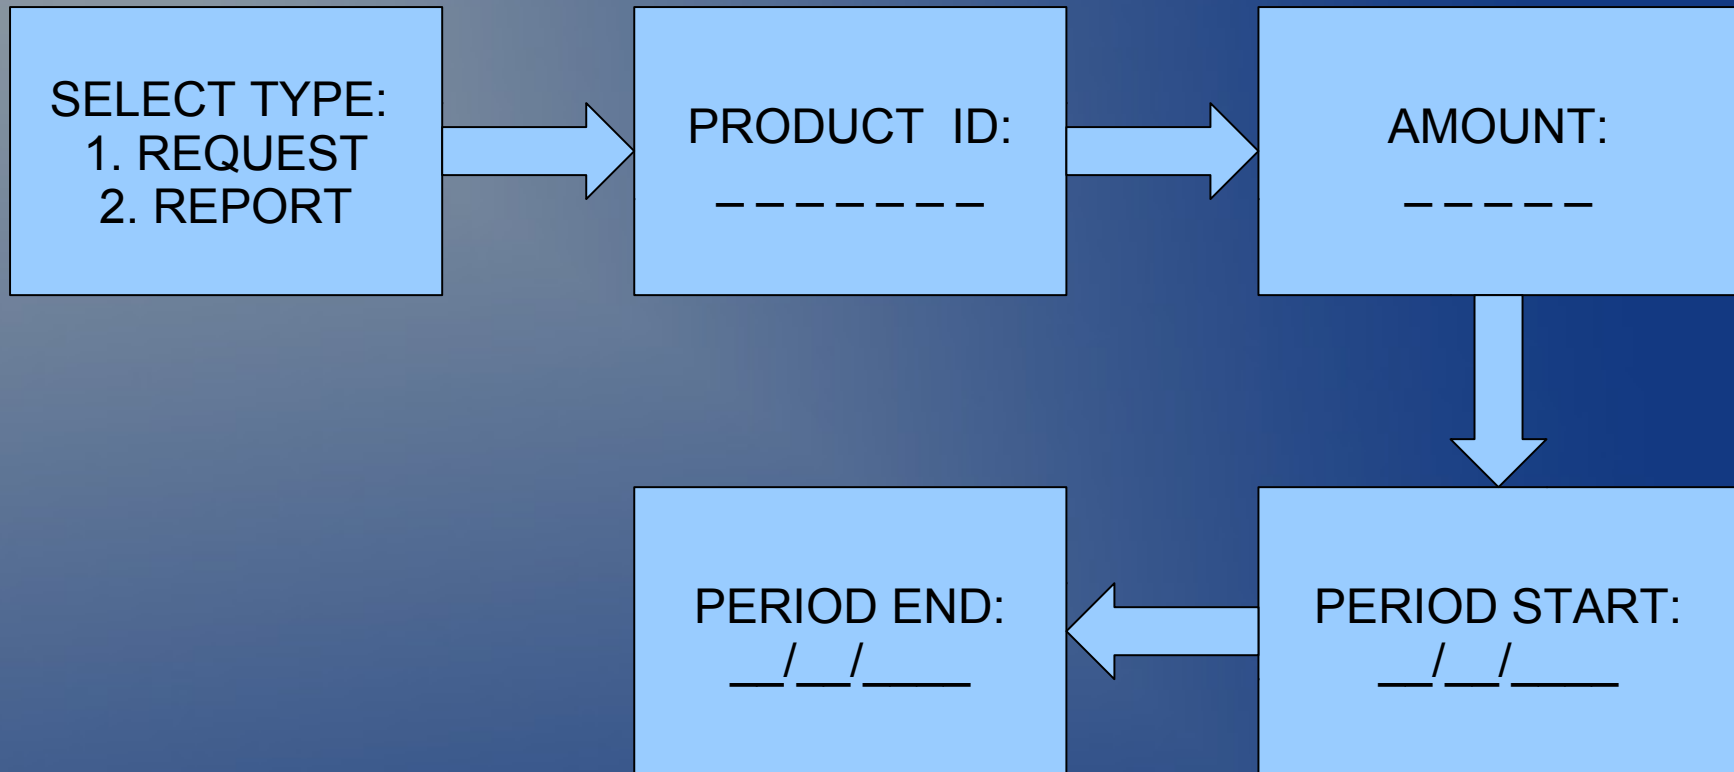 SELECT TYPE:
1. REQUEST
2. REPORT
PRODUCT  ID:
_ _ _ _ _ _ _
AMOUNT:
_ _ _ _ _
PERIOD START:
__/__/____
PERIOD END:
__/__/____